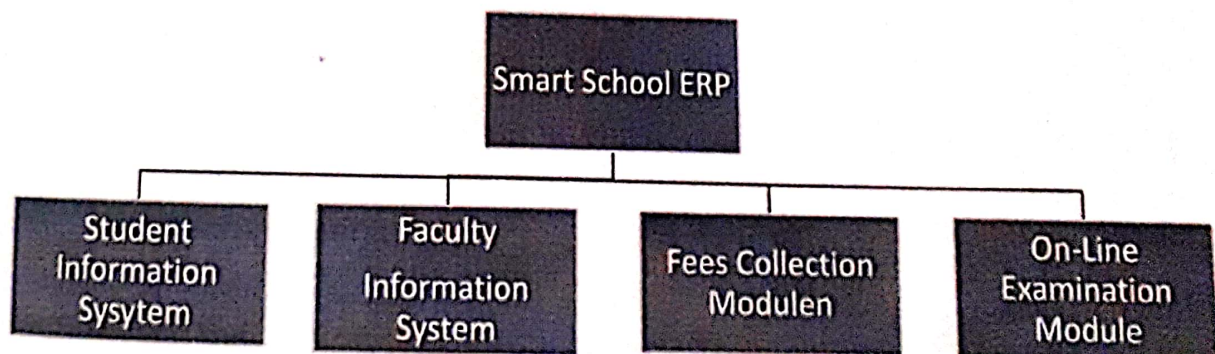 Smart School ERP
Student
Information
Sysytem
Faculty
Information
System
Fees Collection
Modulen
On-Line
Examination
Module